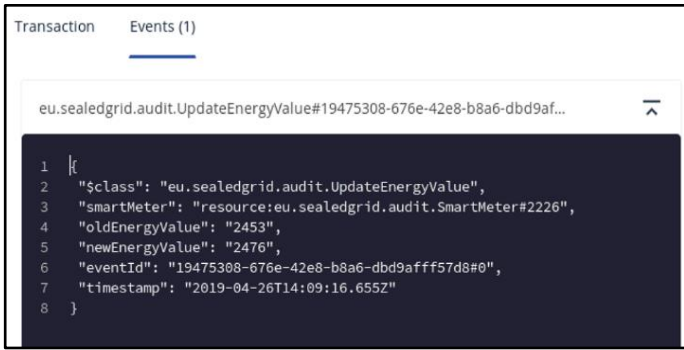 Transaction Events (1)
eu.sealedgrid.audit.UpdateEnergyValue#19475308-676e-42e8-b8a6-dbd9af...
1 {
2 "$class": "eu.sealedgrid.audit.UpdateEnergyValue",
3 "smartMeter": "resource:eu.sealedgrid.audit.SmartMeter#2226",
4 "oldEnergyValue": "2453",
5 "newEnergyValue": "2476",
6 "eventId": "19475308-676e-42e8-b8a6-dbd9afff57d8#0",
7 "timestamp": "2019-04-26T14:09:16.655Z"
8 }